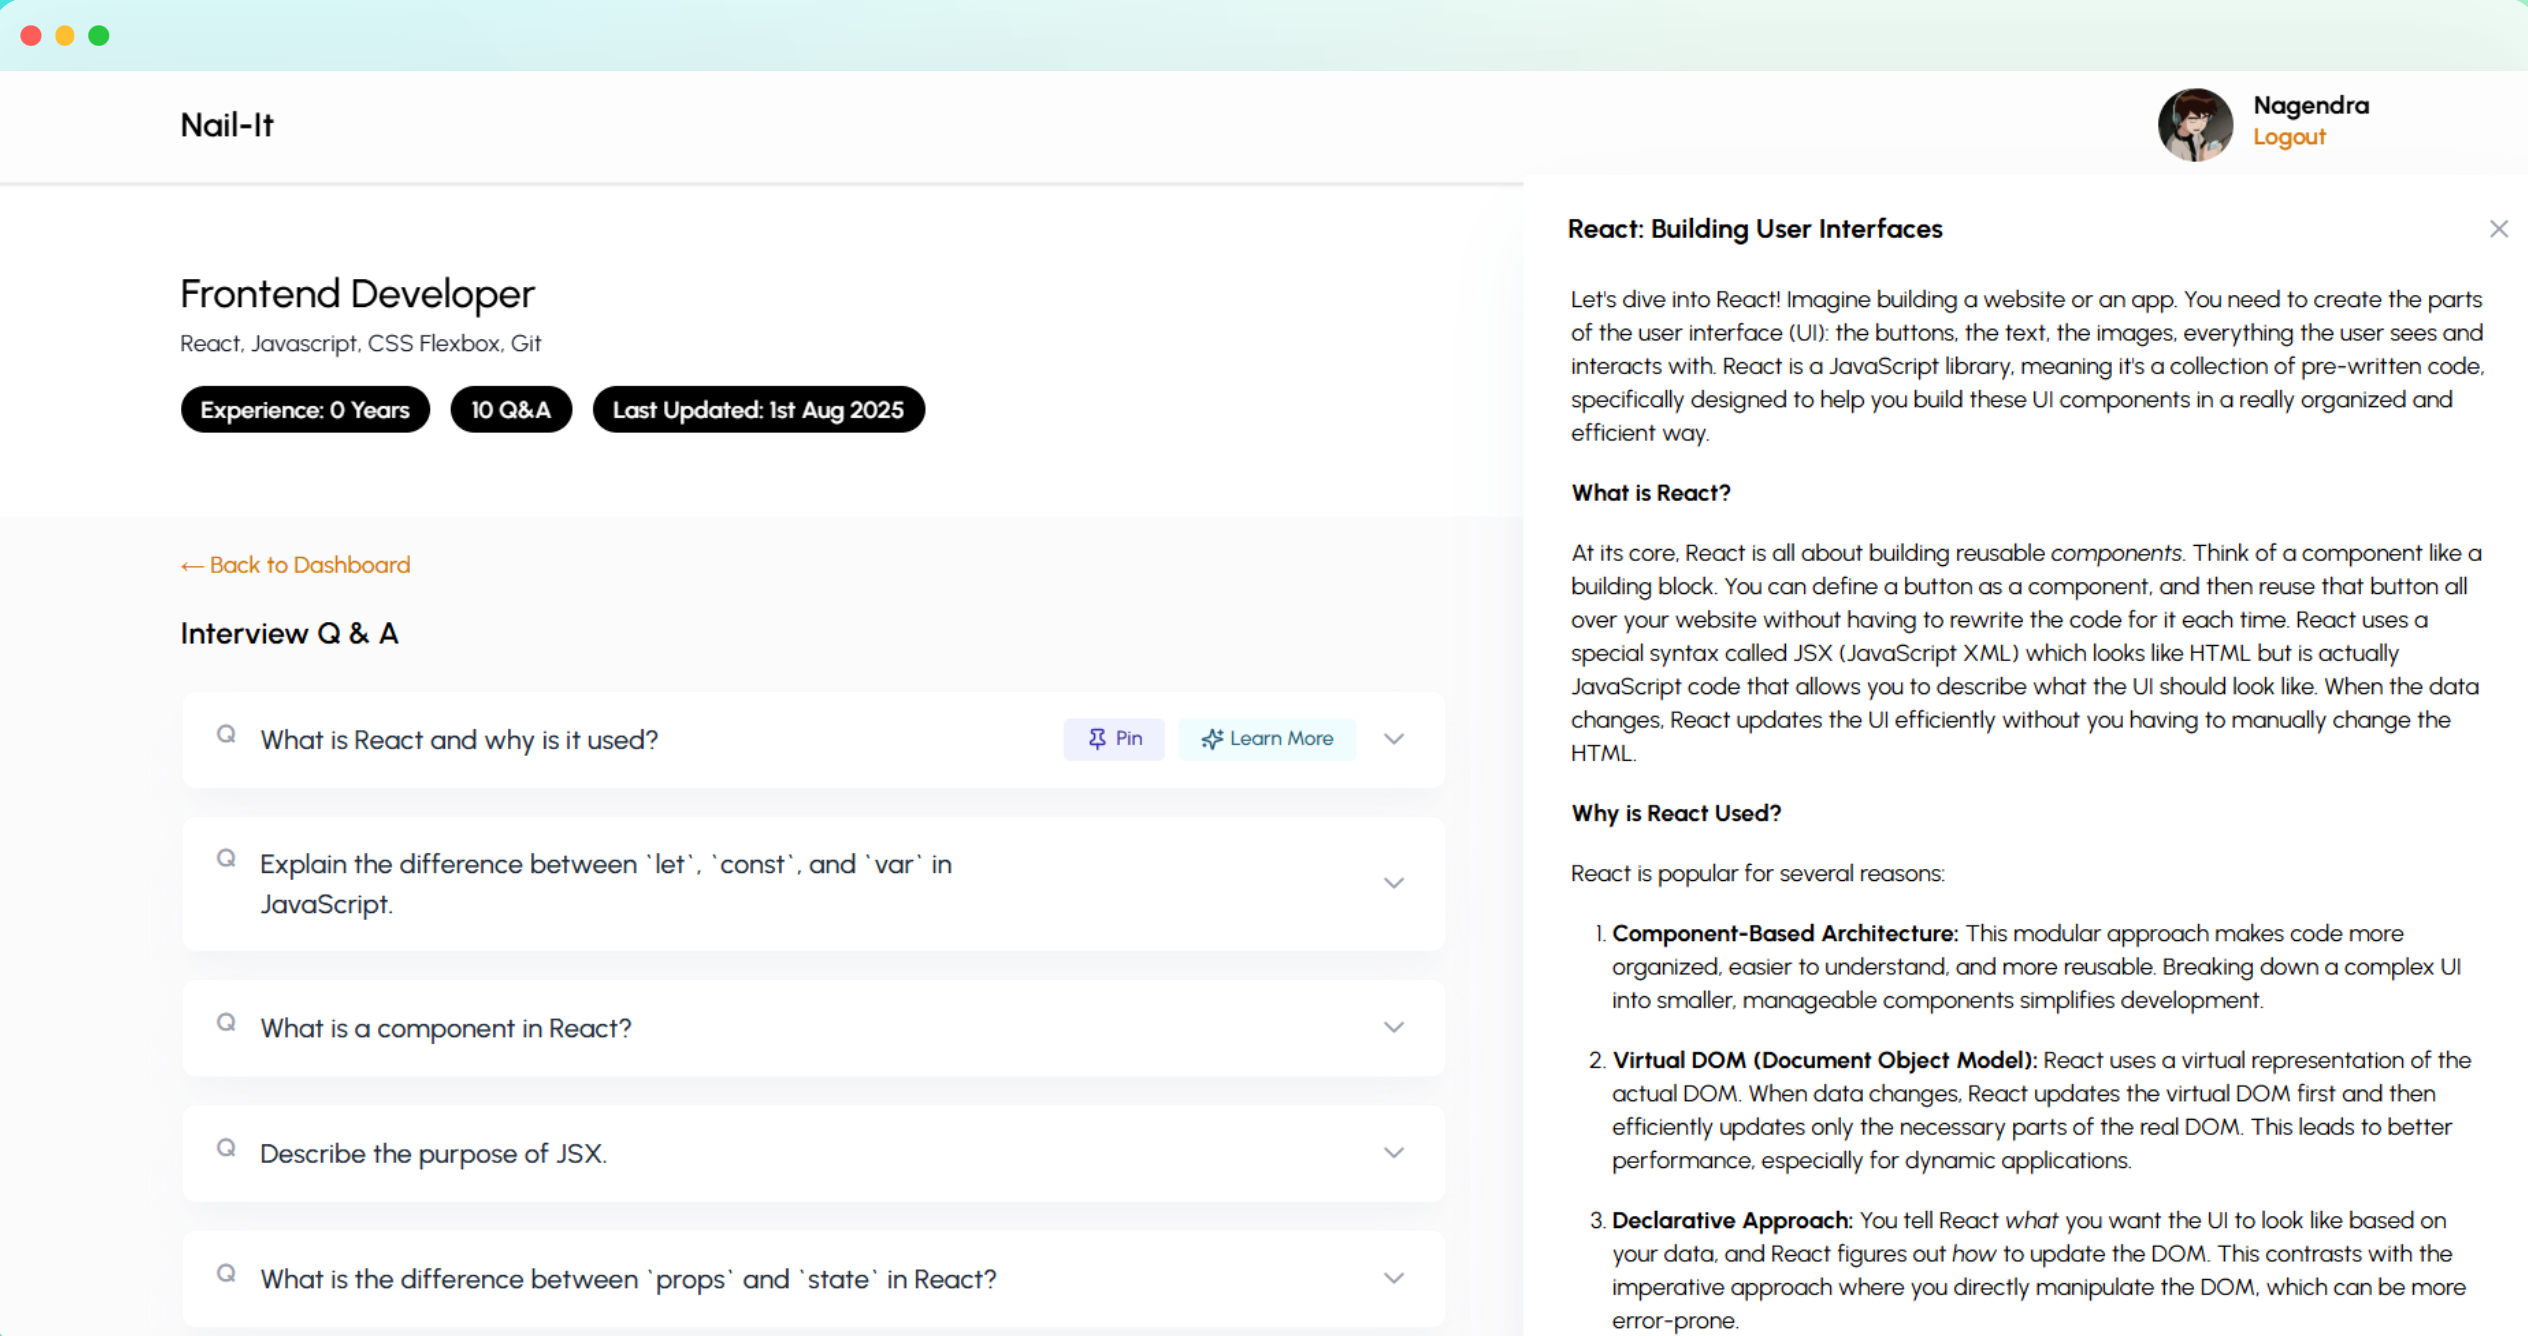 Nail-It
Nagendra
Logout
Frontend Developer
React, Javascript, CSS Flexbox, Git
Experience: 0 Years
10 Q&A
Last Updated: 1st Aug 2025
← Back to Dashboard
Interview Q & A
Q What is React and why is it used?
Pin
Learn More
Q Explain the difference between `let`, `const`, and `var` in
JavaScript.
Q What is a component in React?
Q Describe the purpose of JSX.
Q What is the difference between `props` and `state` in React?
React: Building User Interfaces
Let's dive into React! Imagine building a website or an app. You need to create the parts
of the user interface (UI): the buttons, the text, the images, everything the user sees and
interacts with. React is a JavaScript library, meaning it's a collection of pre-written code,
specifically designed to help you build these UI components in a really organized and
efficient way.
What is React?
At its core, React is all about building reusable components. Think of a component like a
building block. You can define a button as a component, and then reuse that button all
over your website without having to rewrite the code for it each time. React uses a
special syntax called JSX (JavaScript XML) which looks like HTML but is actually
JavaScript code that allows you to describe what the UI should look like. When the data
changes, React updates the UI efficiently without you having to manually change the
HTML.
Why is React Used?
React is popular for several reasons:
1. Component-Based Architecture: This modular approach makes code more
organized, easier to understand, and more reusable. Breaking down a complex UI
into smaller, manageable components simplifies development.
2. Virtual DOM (Document Object Model): React uses a virtual representation of the
actual DOM. When data changes, React updates the virtual DOM first and then
efficiently updates only the necessary parts of the real DOM. This leads to better
performance, especially for dynamic applications.
3. Declarative Approach: You tell React what you want the UI to look like based on
your data, and React figures out how to update the DOM. This contrasts with the
imperative approach where you directly manipulate the DOM, which can be more
error-prone.